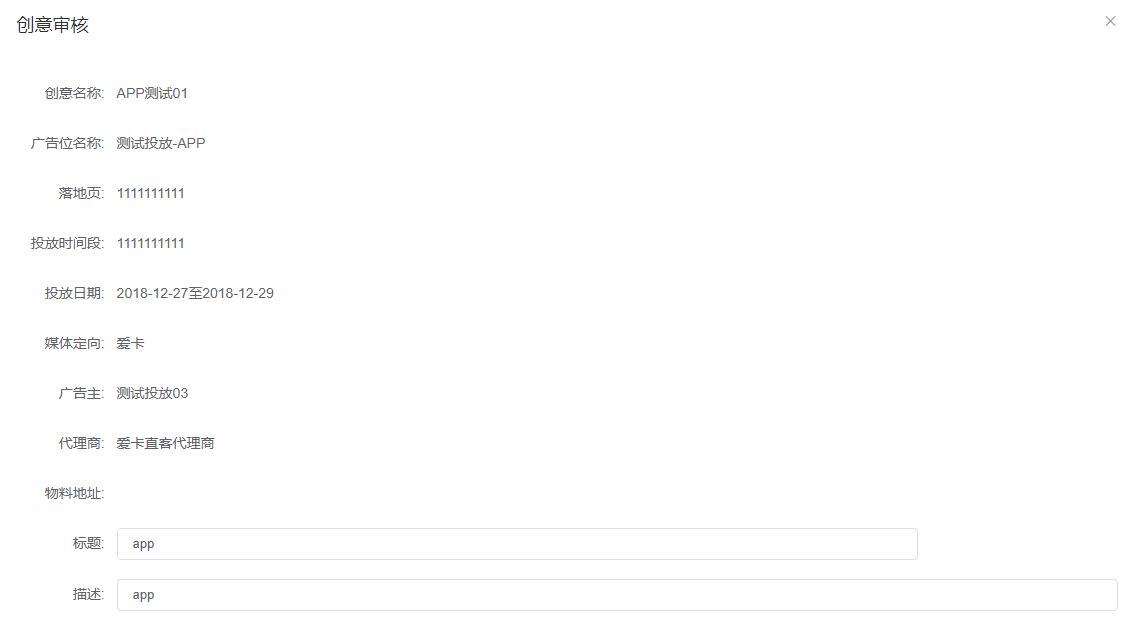 创意审核
创意名称: APP测试01
广告位名称: 测试投放-APP
落地页: 1111111111
投放时间段: 1111111111
投放日期: 2018-12-27至2018-12-29
媒体定向: 爱卡
广告主: 测试投放03
代理商: 爱卡直客代理商
物料地址:
标题: app
描述: app